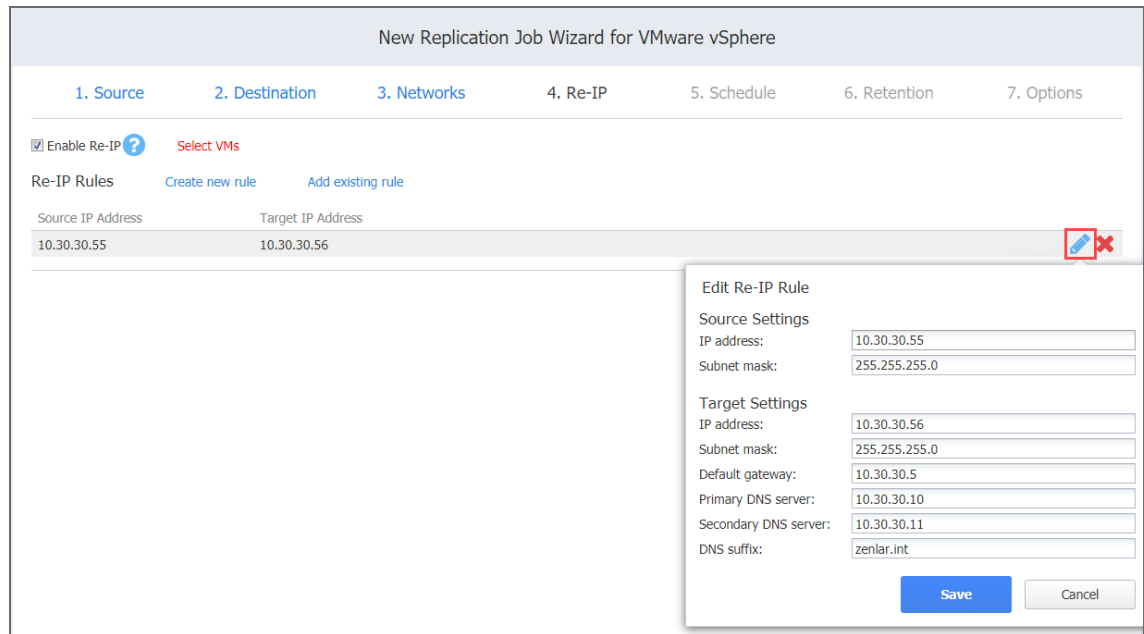 New Replication Job Wizard for VMware vSphere
1. Source 2. Destination 3. Networks 4. Re-IP 5. Schedule 6. Retention 7. Options
Enable Re-IP ? Select VMs
Re-IP Rules Create new rule Add existing rule
Source IP Address Target IP Address
10.30.30.55 10.30.30.56
Edit Re-IP Rule
Source Settings
IP address: 10.30.30.55
Subnet mask: 255.255.255.0
Target Settings
IP address: 10.30.30.56
Subnet mask: 255.255.255.0
Default gateway: 10.30.30.5
Primary DNS server: 10.30.30.10
Secondary DNS server: 10.30.30.11
DNS suffix: zenlar.int
Save Cancel